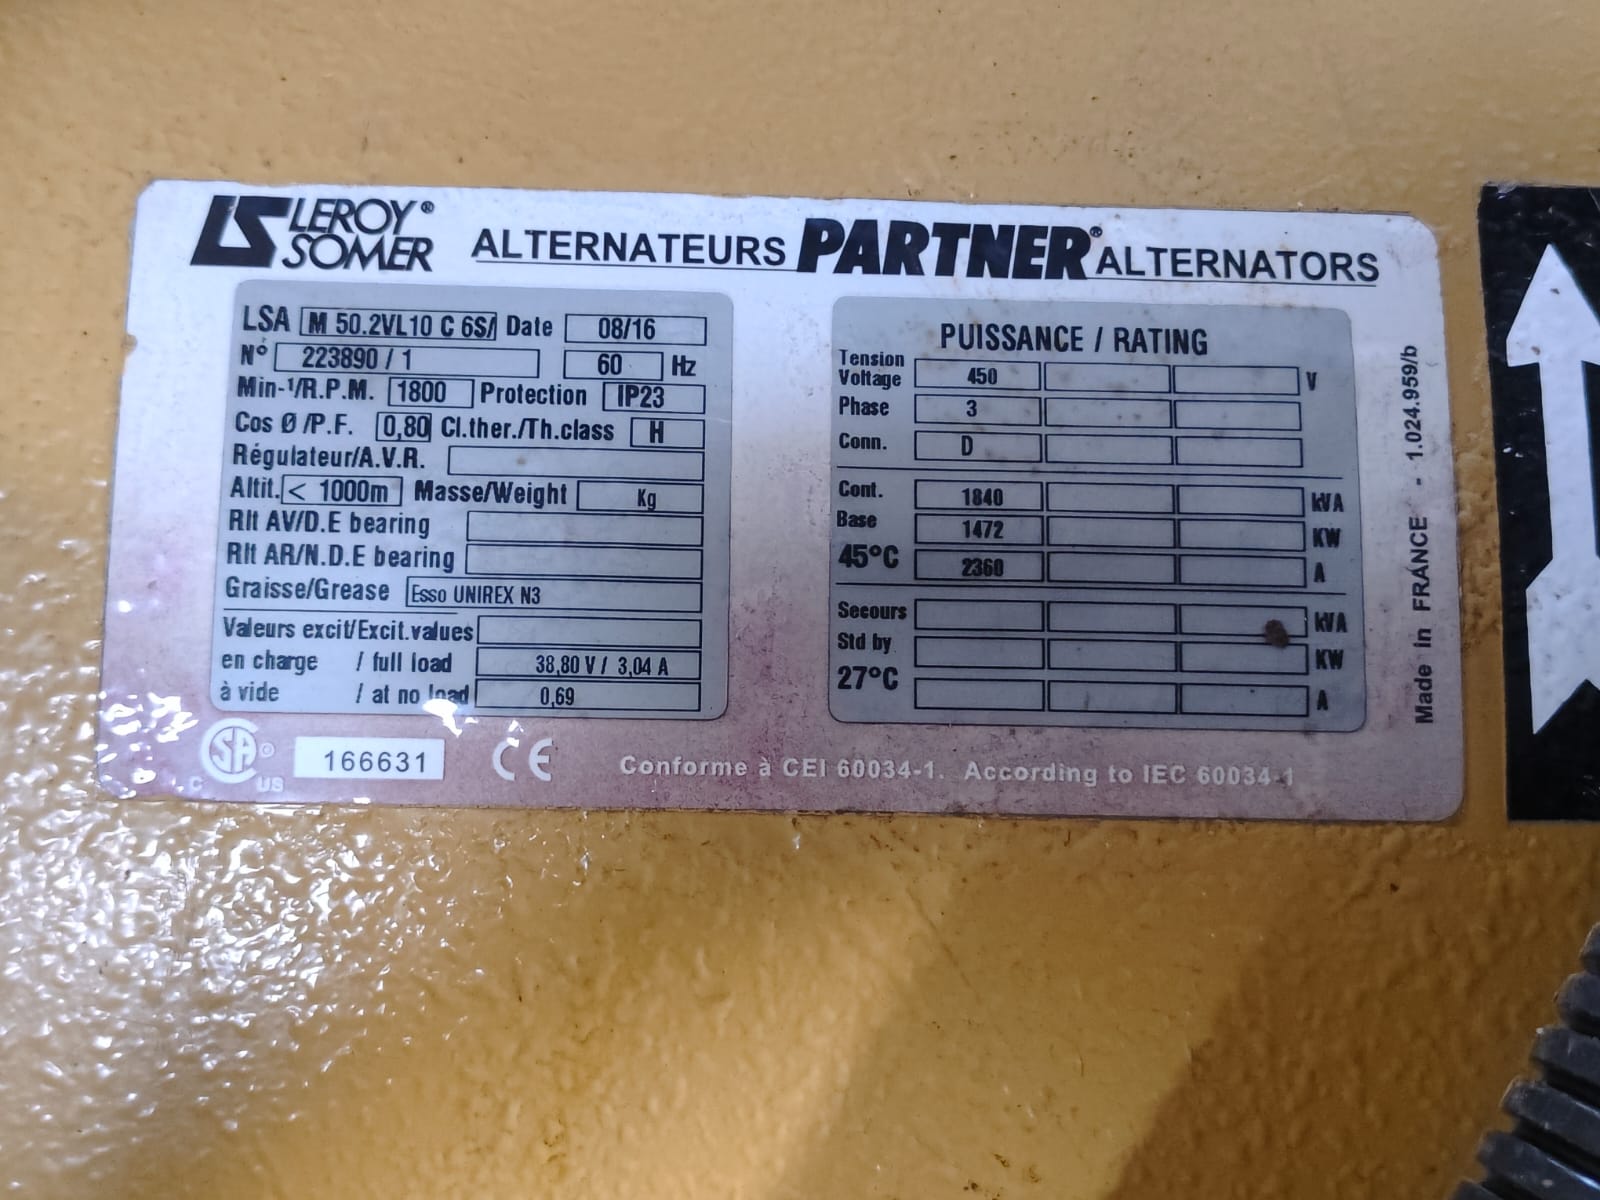 LS LEROY® SOMER ALTERNATEURS PARTNER® ALTERNATORS
LSA M 50.2VL10 C 6S/ Date 08/16
N° 223890 / 1 60 Hz
Min-¹/R.P.M. 1800 Protection IP23
Cos Ø /P.F. 0,80 Cl.ther./Th.class H
Régulateur/A.V.R.
Altit. < 1000m Masse/Weight Kg
Rlt AV/D.E bearing
Rlt AR/N.D.E bearing
Graisse/Grease Esso UNIREX N3
Valeurs excit/Excit.values
en charge / full load 38,80 V / 3,04 A
à vide / at no load 0,69
PUISSANCE / RATING
Tension
Voltage 450 V
Phase 3
Conn. D
Cont. 1840 kVA
Base 1472 KW
45°C 2360 A
Secours kVA
Std by KW
27°C A
C SA ® US 166631 CE Conforme à CEI 60034-1. According to IEC 60034-1
Made in FRANCE - 1.024.959/b